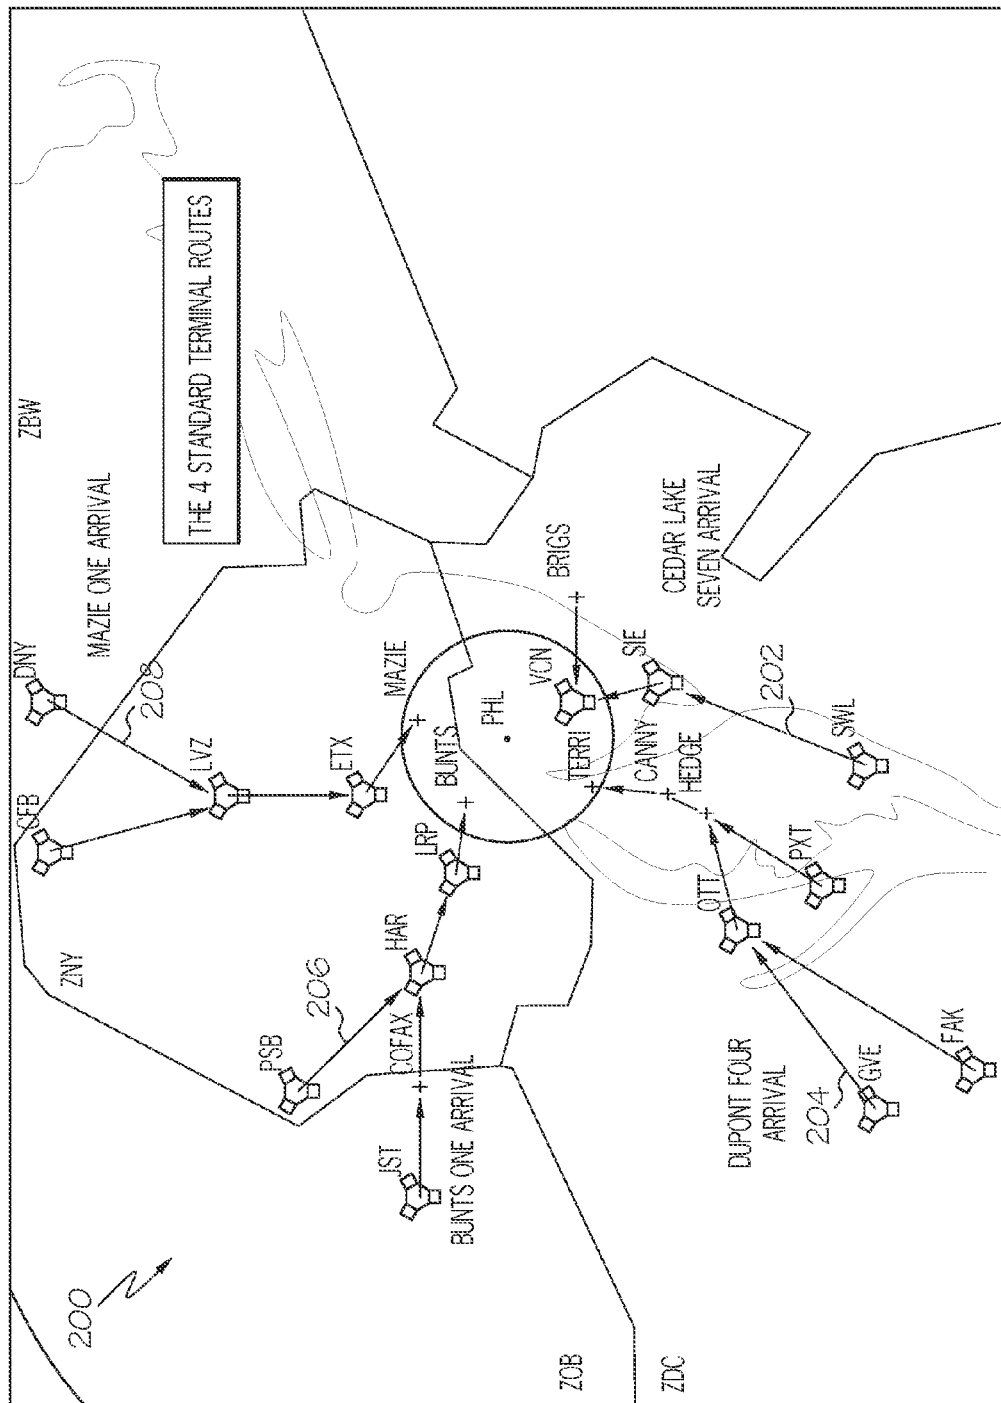 200
CFB
DNY
ZBW
ZNY
MAZIE ONE ARRIVAL
208
LVZ
THE 4 STANDARD TERMINAL ROUTES
PSB
206
ETX
JST
HAR
MAZIE
COFAX
LRP
BUNTS
BUNTS ONE ARRIVAL
PHL
VCN
BRIGS
ZOB
TERRI
SIE
CANNY
HEDGE
CEDAR LAKE
SEVEN ARRIVAL
ZDC
OTT
DUPONT FOUR
ARRIVAL
204
PXT
202
SWL
GVE
FAK